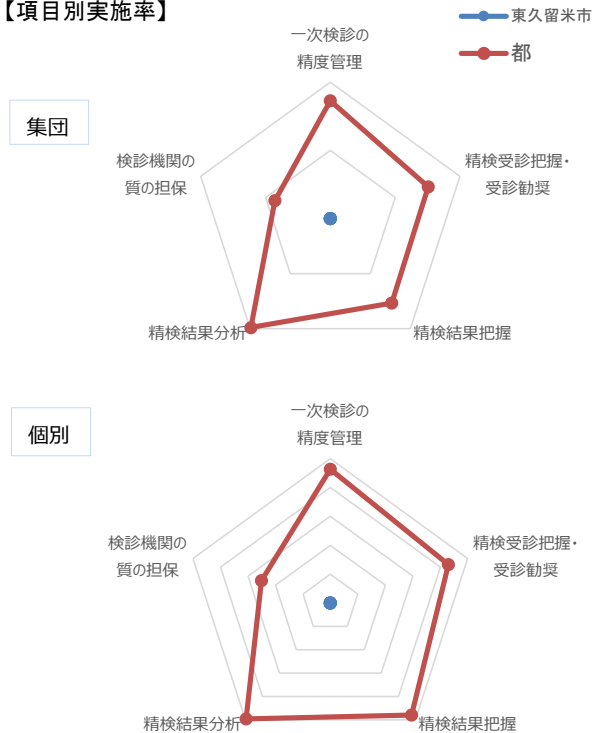 【項目別実施率】
東久留米市
都
集団
一次検診の
精度管理
検診機関の
質の担保
精検受診把握・
受診勧奨
精検結果分析
精検結果把握
個別
一次検診の
精度管理
検診機関の
質の担保
精検受診把握・
受診勧奨
精検結果分析
精検結果把握